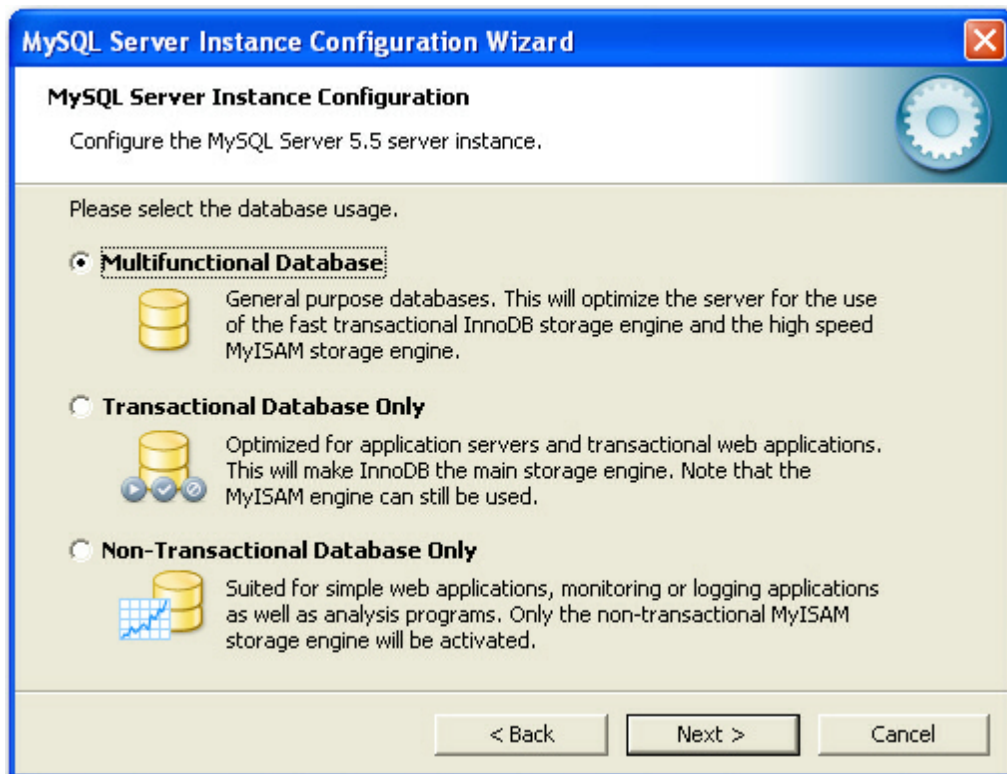 MySQL Server Instance Configuration Wizard
MySQL Server Instance Configuration
Configure the MySQL Server 5.5 server instance.
Please select the database usage.
Multifunctional Database
General purpose databases. This will optimize the server for the use
of the fast transactional InnoDB storage engine and the high speed
MyISAM storage engine.
Transactional Database Only
Optimized for application servers and transactional web applications.
This will make InnoDB the main storage engine. Note that the
MyISAM engine can still be used.
Non-Transactional Database Only
Suited for simple web applications, monitoring or logging applications
as well as analysis programs. Only the non-transactional MyISAM
storage engine will be activated.
< Back Next > Cancel